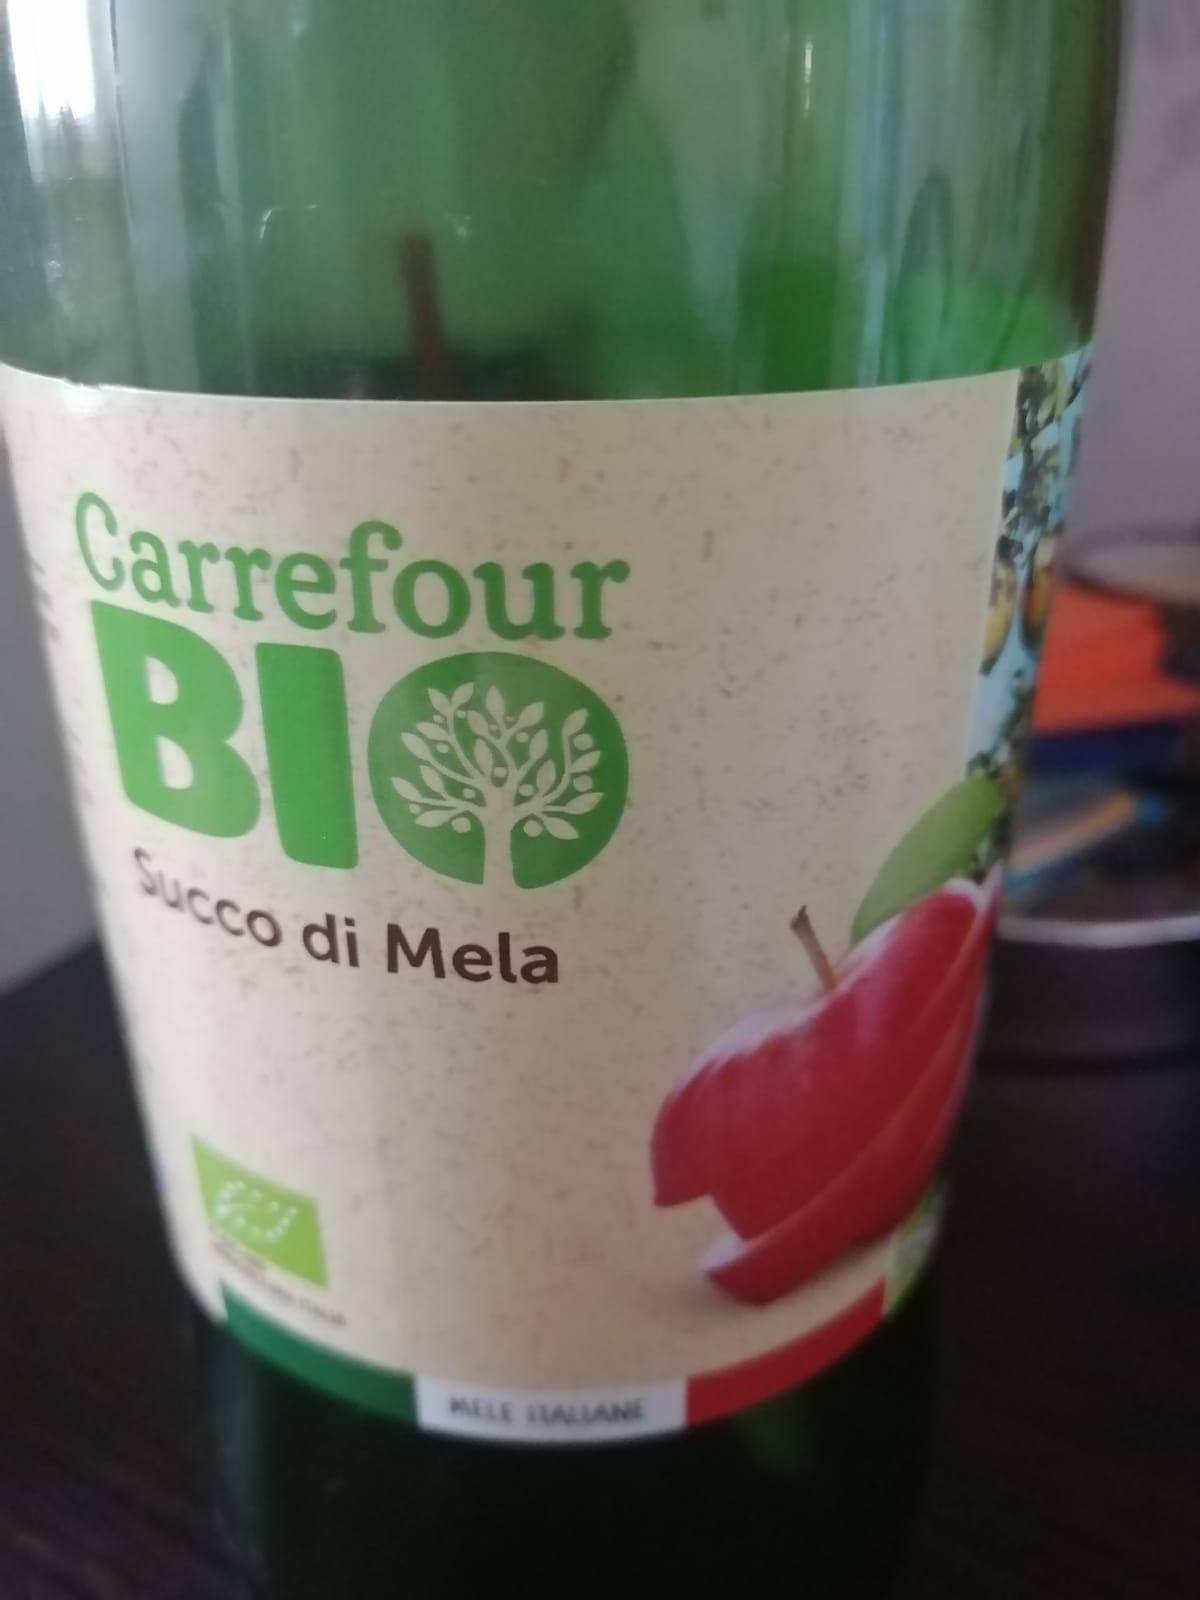 Carrefour
BIO
Succo di Mela
MELE ITALIANE